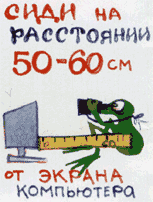 СИДИ НА
РАССТОЯНИИ
50-60 СМ
ОТ ЭКРАНА
КОМПЬЮТЕРА